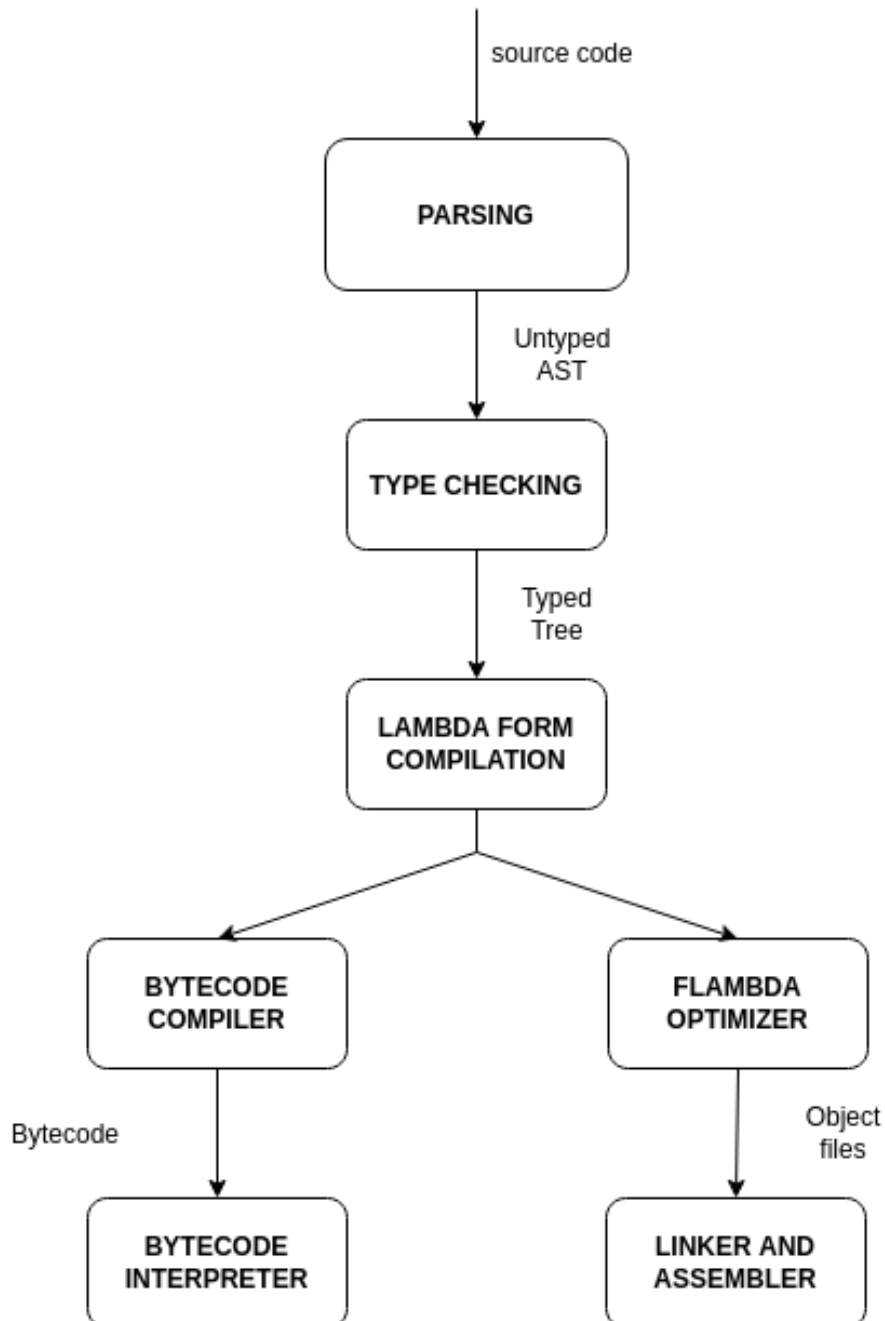 source code
PARSING
Untyped
AST
TYPE CHECKING
Typed
Tree
LAMBDA FORM
COMPILATION
BYTECODE
COMPILER
FLAMBDA
OPTIMIZER
Bytecode
Object
files
BYTECODE
INTERPRETER
LINKER AND
ASSEMBLER